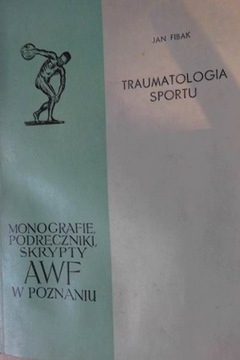 JAN FIBAK
TRAUMATOLOGIA
SPORTU
MONOGRAFIE,
PODRĘCZNIKI,
SKRYPTY
AWF
W POZNANIU